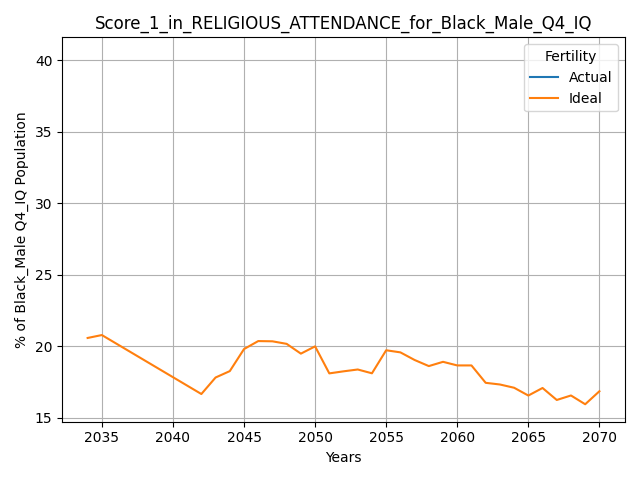 Score_1_in_RELIGIOUS_ATTENDANCE_for_Black_Male_Q4_IQ
Fertility
Actual
Ideal
% of Black_Male Q4_IQ Population
40
35
30
25
20
15
2035 2040 2045 2050 2055 2060 2065 2070
Years